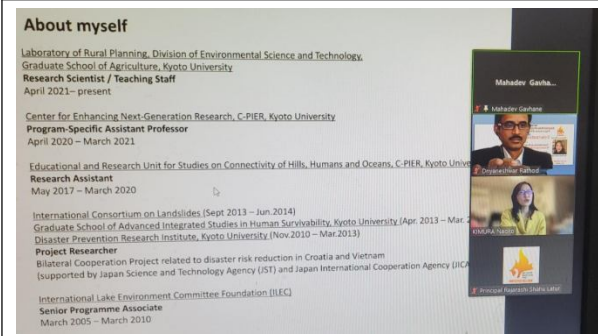 About myself
Laboratory of Rural Planning, Division of Environmental Science and Technology,
Graduate School of Agriculture, Kyoto University
Research Scientist / Teaching Staff
April 2021– present
Center for Enhancing Next-Generation Research, C-PIER, Kyoto University
Program-Specific Assistant Professor
April 2020 – March 2021
Educational and Research Unit for Studies on Connectivity of Hills, Humans and Oceans, C-PIER, Kyoto Unive
Research Assistant
May 2017 – March 2020
International Consortium on Landslides (Sept 2013 – Jun.2014)
Graduate School of Advanced Integrated Studies in Human Survivability, Kyoto University (Apr. 2013 – Mar. 2
Disaster Prevention Research Institute, Kyoto University (Nov.2010 – Mar.2013)
Project Researcher
Bilateral Cooperation Project related to disaster risk reduction in Croatia and Vietnam
(supported by Japan Science and Technology Agency (JST) and Japan International Cooperation Agency (JICA
International Lake Environment Committee Foundation (ILEC)
Senior Programme Associate
March 2005 – March 2010
Mahadev Gavha...
Mahadev Gavhane
Dnyaneshwar Rathod
KIMURA Naoko
Principal Rajarshi Shahu Latur